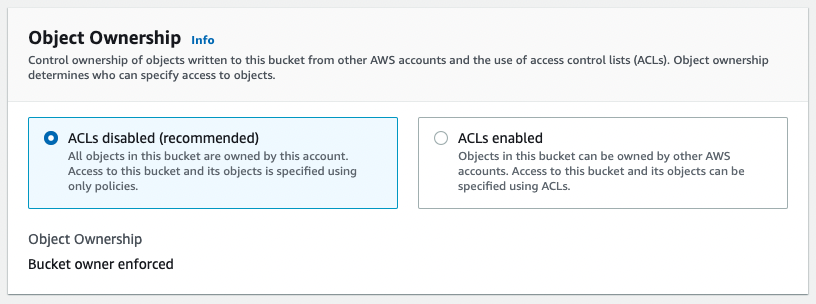 Object Ownership Info
Control ownership of objects written to this bucket from other AWS accounts and the use of access control lists (ACLs). Object ownership
determines who can specify access to objects.
ACLs disabled (recommended)
All objects in this bucket are owned by this account.
Access to this bucket and its objects is specified using
only policies.
ACLs enabled
Objects in this bucket can be owned by other AWS
accounts. Access to this bucket and its objects can be
specified using ACLs.
Object Ownership
Bucket owner enforced